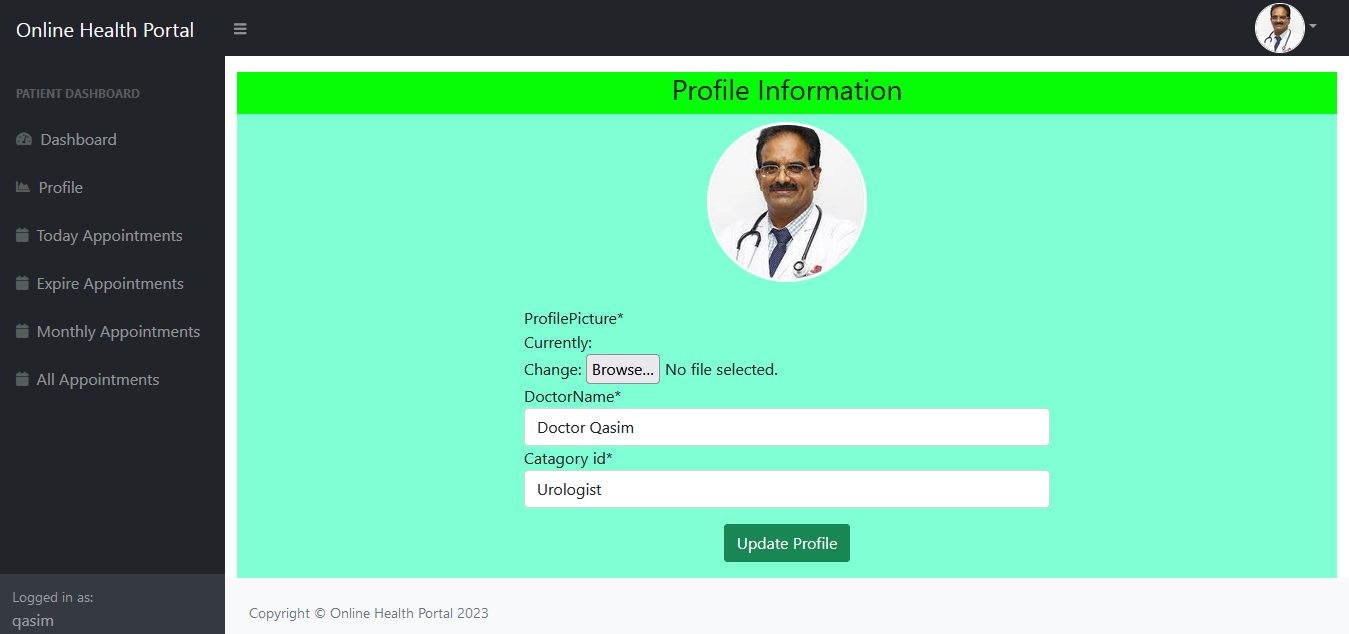 Online Health Portal
PATIENT DASHBOARD
Dashboard
Profile
Today Appointments
Expire Appointments
Monthly Appointments
All Appointments
Logged in as:
qasim
Profile Information
ProfilePicture*
Currently:
Change: Browse... No file selected.
DoctorName*
Doctor Qasim
Catagory id*
Urologist
Update Profile
Copyright © Online Health Portal 2023